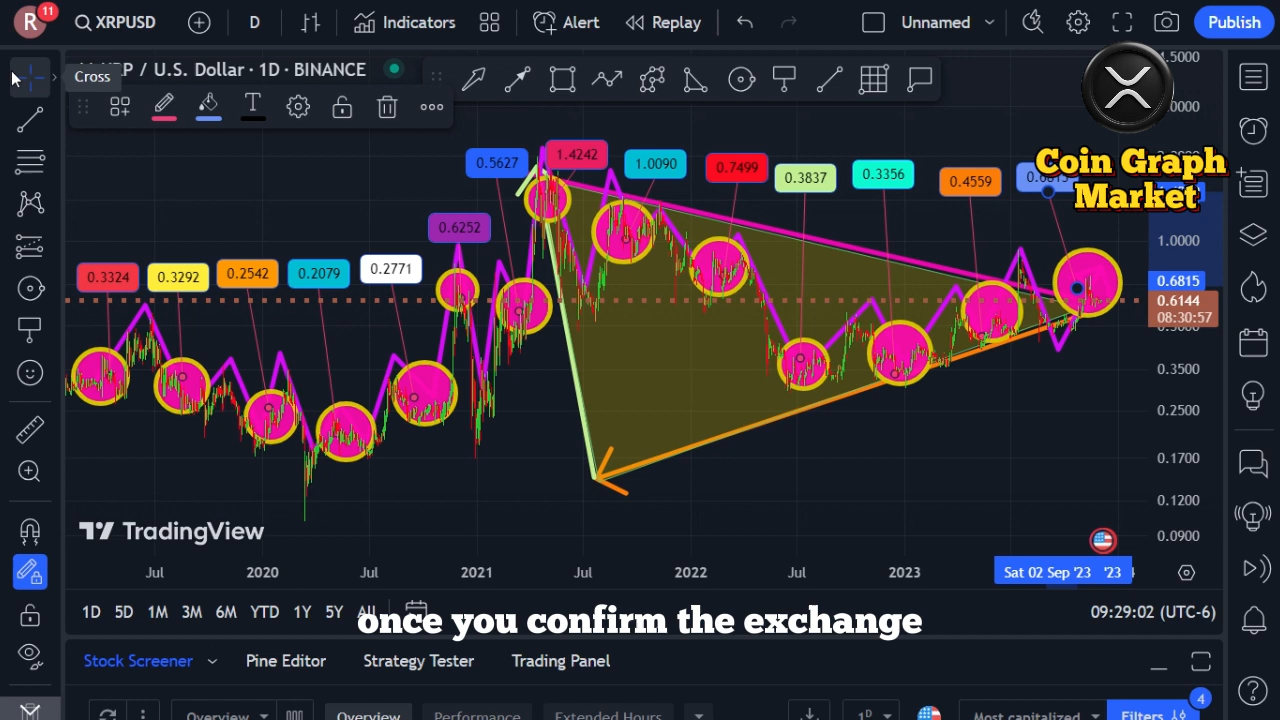 R 11 XRPUSD D Indicators Alert Replay Unnamed Publish
Cross / U.S. Dollar · 1D · BINANCE
T
Coin Graph
Market
0.5627 1.4242 1.0090 0.7499 0.3837 0.3356 0.4559
0.6252
0.3324 0.3292 0.2542 0.2079 0.2771
1.0000
0.6815
0.6144
08:30:57
0.3500
0.2500
0.1700
0.1200
0.0900
TradingView
Jul 2020 Jul 2021 Jul 2022 Jul 2023 Sat 02 Sep '23 '23
1D 5D 1M 3M 6M YTD 1Y 5Y All 09:29:02 (UTC-6)
once you confirm the exchange
Stock Screener Pine Editor Strategy Tester Trading Panel
4
Overview Overview Performance Extended Hours 1D Most capitalized Filters